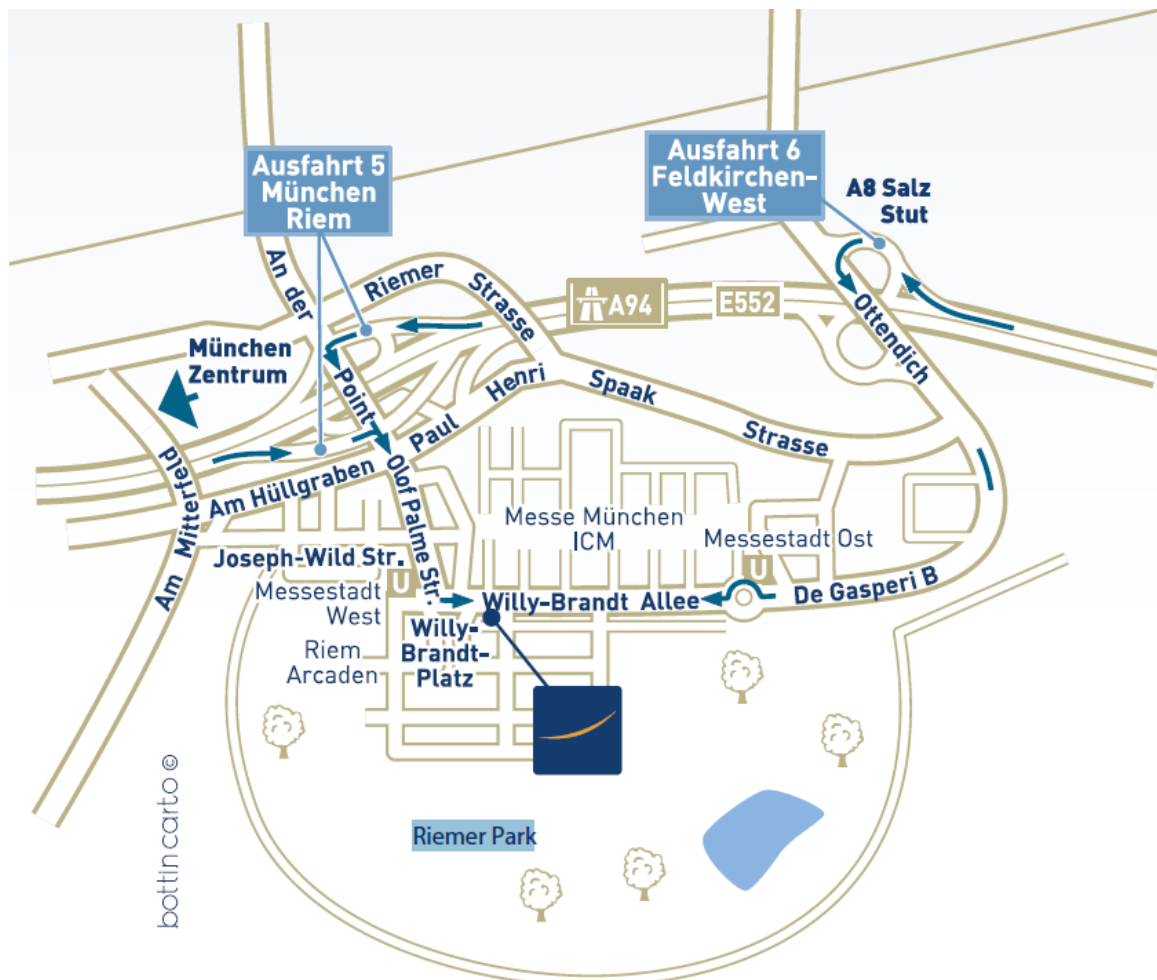 Ausfahrt 5
München
Riem
Ausfahrt 6
Feldkirchen-
West
A8 Salz
Stut
An der
Point
Riemer
Strasse
A94
E552
Ottendich
München
Zentrum
Paul Henri
Spaak
Strasse
Am Hüllgraben
Am Mitterfeld
Olof Palme Str.
Messe München
ICM
Messestadt Ost
U
Joseph-Wild Str.
U
Messestadt
West
Willy-Brandt Allee
De Gasperi B
Willy-
Brandt-
Platz
Riem
Arcaden
Riemer Park
bottin carto ©